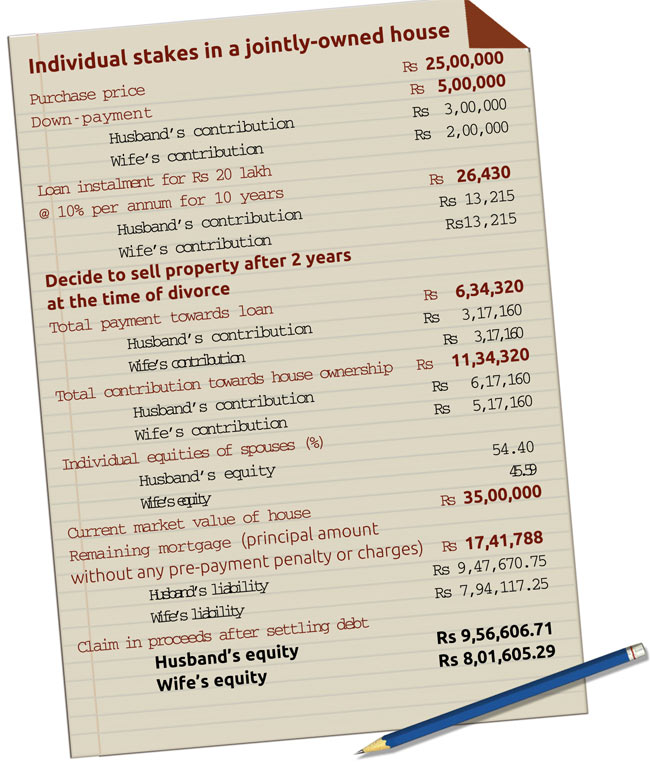 Individual stakes in a jointly-owned house
Purchase price Rs 25,00,000
Down-payment Rs 5,00,000
Husband's contribution Rs 3,00,000
Wife's contribution Rs 2,00,000
Loan instalment for Rs 20 lakh
@ 10% per annum for 10 years Rs 26,430
Husband's contribution Rs 13,215
Wife's contribution Rs13,215
Decide to sell property after 2 years
at the time of divorce
Total payment towards loan Rs 6,34,320
Husband's contribution Rs 3,17,160
Wife's contribution Rs 3,17,160
Total contribution towards house ownership Rs 11,34,320
Husband's contribution Rs 6,17,160
Wife's contribution Rs 5,17,160
Individual equities of spouses (%)
Husband's equity 54.40
Wife's equity 45.59
Current market value of house Rs 35,00,000
Remaining mortgage (principal amount
without any pre-payment penalty or charges) Rs 17,41,788
Husband's liability Rs 9,47,670.75
Wife's liability Rs 7,94,117.25
Claim in proceeds after settling debt
Husband's equity Rs 9,56,606.71
Wife's equity Rs 8,01,605.29